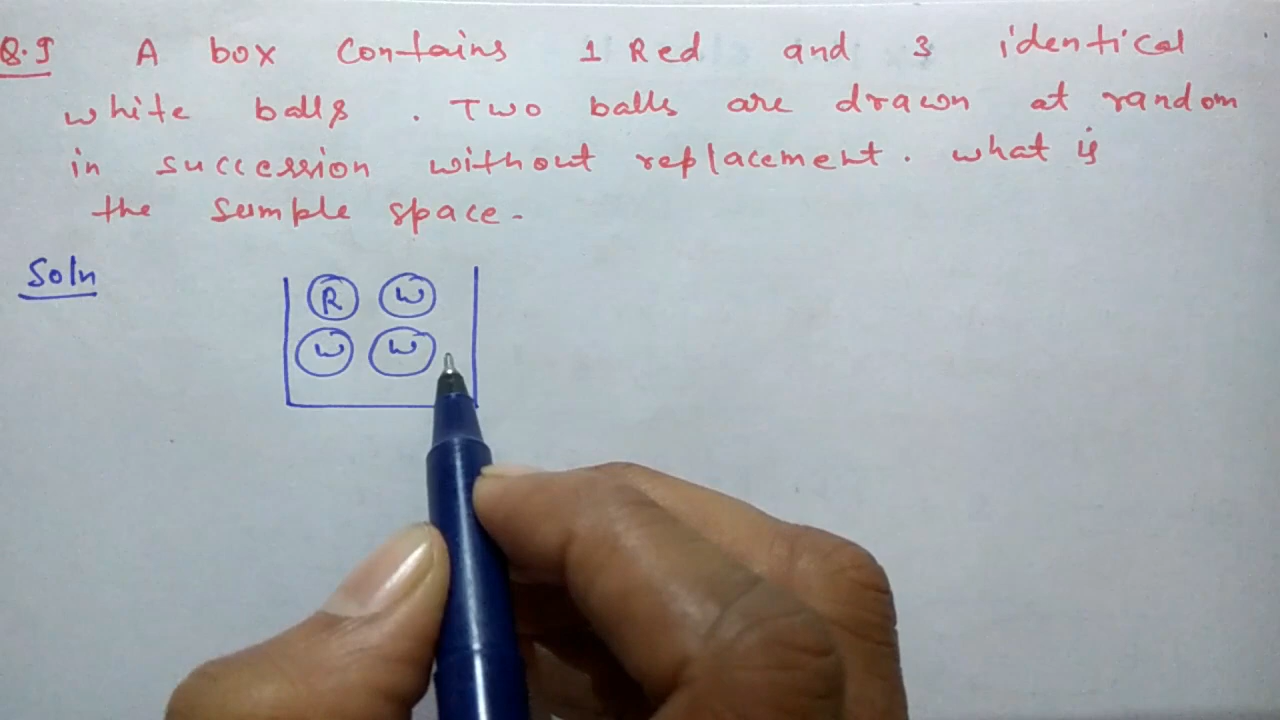 Q.9 A box contains 1 Red and 3 identical
white balls . Two balls are drawn at random
in succession without replacement. what is
the sample space.
Soln
R W
W W